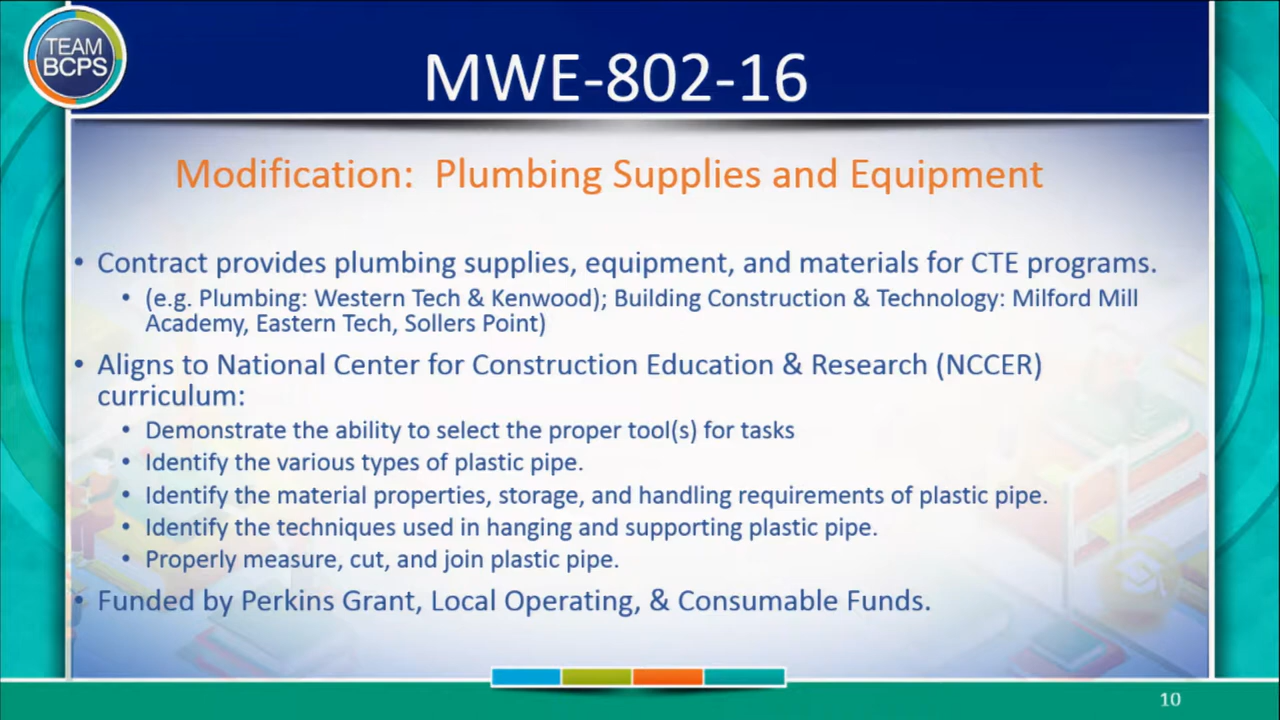 TEAM
BCPS
MWE-802-16
Modification: Plumbing Supplies and Equipment
• Contract provides plumbing supplies, equipment, and materials for CTE programs.
• (e.g. Plumbing: Western Tech & Kenwood); Building Construction & Technology: Milford Mill
Academy, Eastern Tech, Sollers Point)
• Aligns to National Center for Construction Education & Research (NCCER)
curriculum:
• Demonstrate the ability to select the proper tool(s) for tasks
• Identify the various types of plastic pipe.
• Identify the material properties, storage, and handling requirements of plastic pipe.
• Identify the techniques used in hanging and supporting plastic pipe.
• Properly measure, cut, and join plastic pipe.
• Funded by Perkins Grant, Local Operating, & Consumable Funds.
10